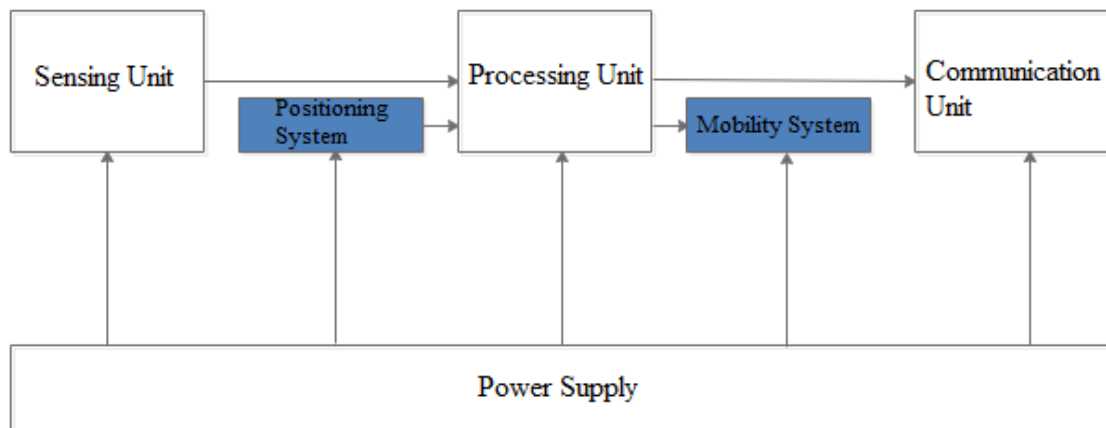 Sensing Unit
Processing Unit
Communication
Unit
Positioning
System
Mobility System
Power Supply